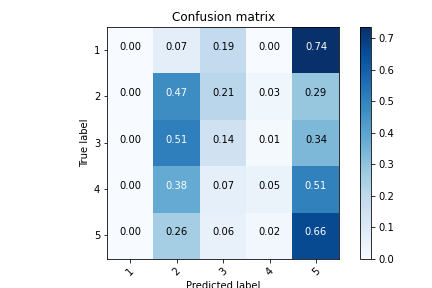 Confusion matrix
1 0.00 0.07 0.19 0.00 0.74
2 0.00 0.47 0.21 0.03 0.29
3 0.00 0.51 0.14 0.01 0.34
4 0.00 0.38 0.07 0.05 0.51
5 0.00 0.26 0.06 0.02 0.66
1 2 3 4 5
True label
Predicted label
0.7
0.6
0.5
0.4
0.3
0.2
0.1
0.0